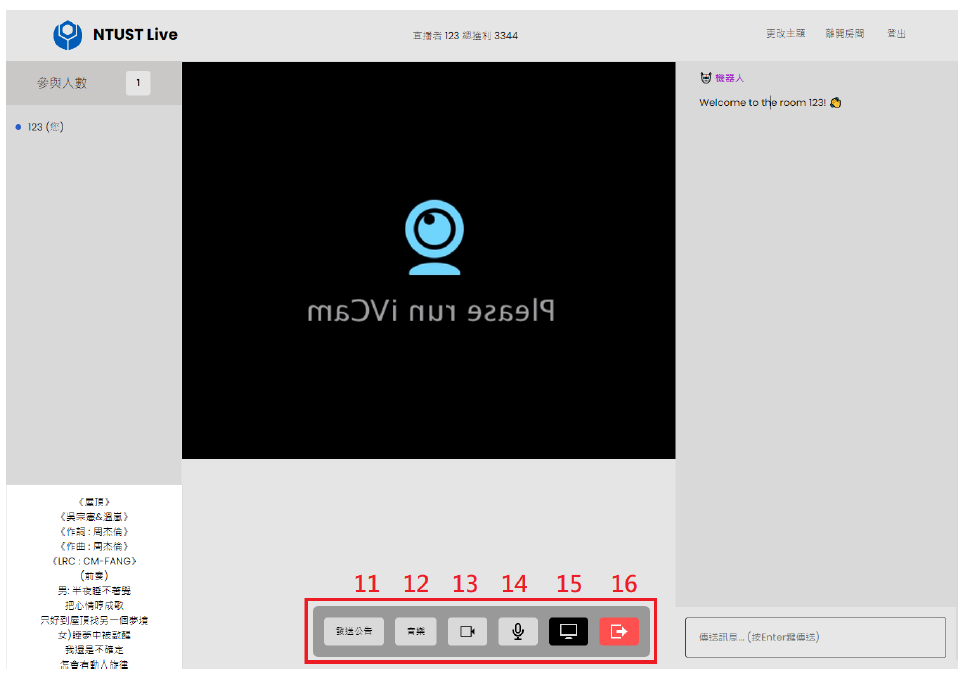 NTUST Live
直播者 123 總獲利 3344
更改主題 離開房間 登出
參與人數 1
123 (您)
Please run iVCam
機器人
Welcome to the room 123! 👏
《屋頂》
《吳宗憲&溫嵐》
《作詞 : 周杰倫》
《作曲 : 周杰倫》
《LRC : CM-FANG》
(前奏)
男: 半夜睡不著覺
把心情哼成歌
只好到屋頂找另一個夢境
女)睡夢中被敲醒
我還是不確定
怎會有動人旋律
11 12 13 14 15 16
發送公告 音樂
傳送訊息... (按Enter鍵傳送)